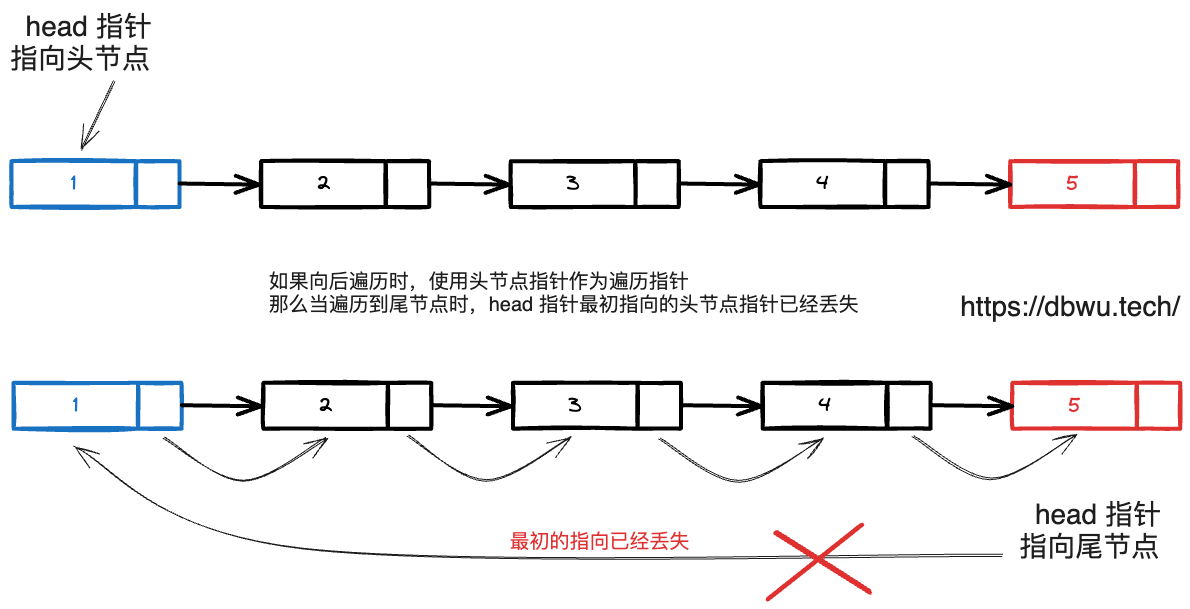 head 指针
指向头节点
1 2 3 4 5
如果向后遍历时，使用头节点指针作为遍历指针
那么当遍历到尾节点时，head 指针最初指向的头节点指针已经丢失
https://dbwu.tech/
1 2 3 4 5
head 指针
指向尾节点
最初的指向已经丢失